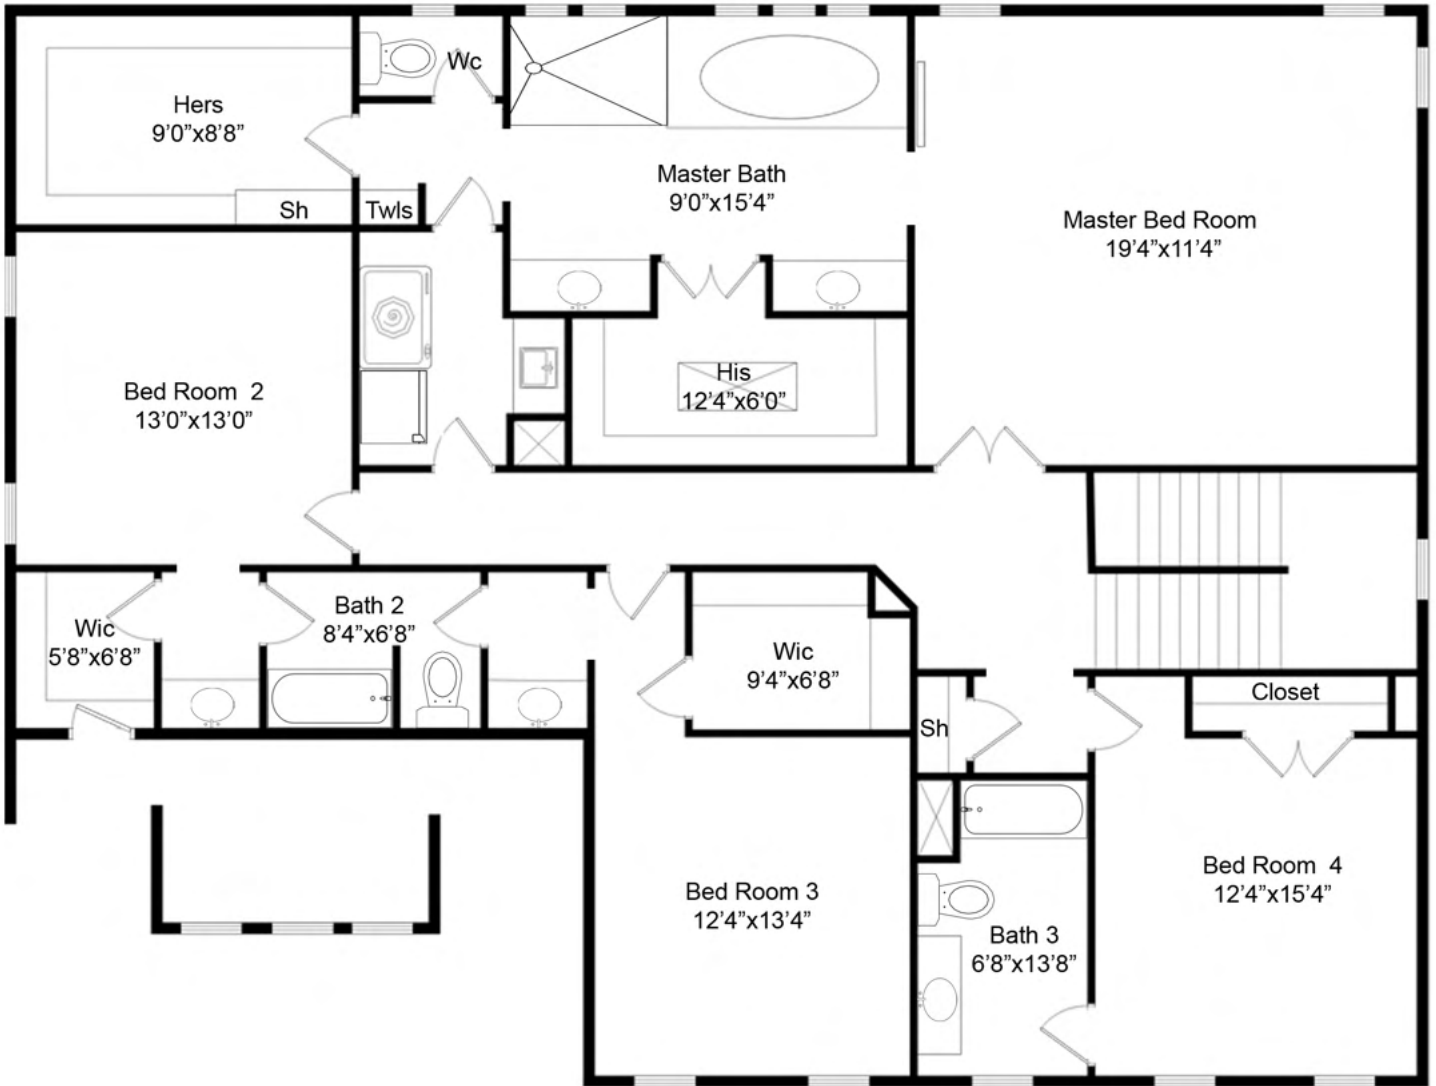 Wc
Hers
9'0”x8'8”
Master Bath
9'0”x15'4”
Sh
Twls
Master Bed Room
19'4”x11'4”
Bed Room 2
13'0”x13'0”
His
12'4”x6'0”
Bath 2
8'4”x6'8”
Wic
5'8”x6'8”
Wic
9'4”x6'8”
Closet
Sh
Bed Room 3
12'4”x13'4”
Bed Room 4
12'4”x15'4”
Bath 3
6'8”x13'8”